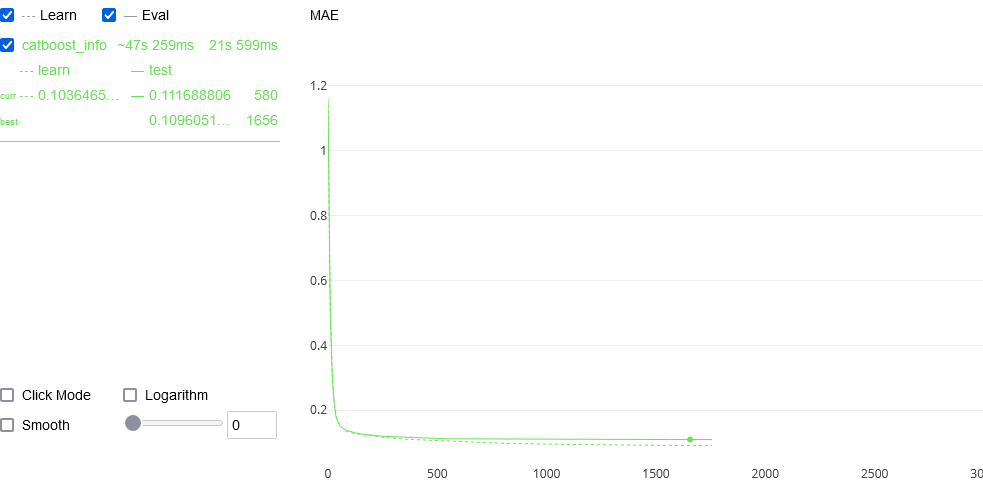 Learn Eval
catboost_info ~47s 259ms 21s 599ms
learn test
curr 0.1036465... 0.111688806 580
best 0.1096051... 1656
Click Mode Logarithm
Smooth 0
MAE
1.2
1
0.8
0.6
0.4
0.2
0 500 1000 1500 2000 2500 30